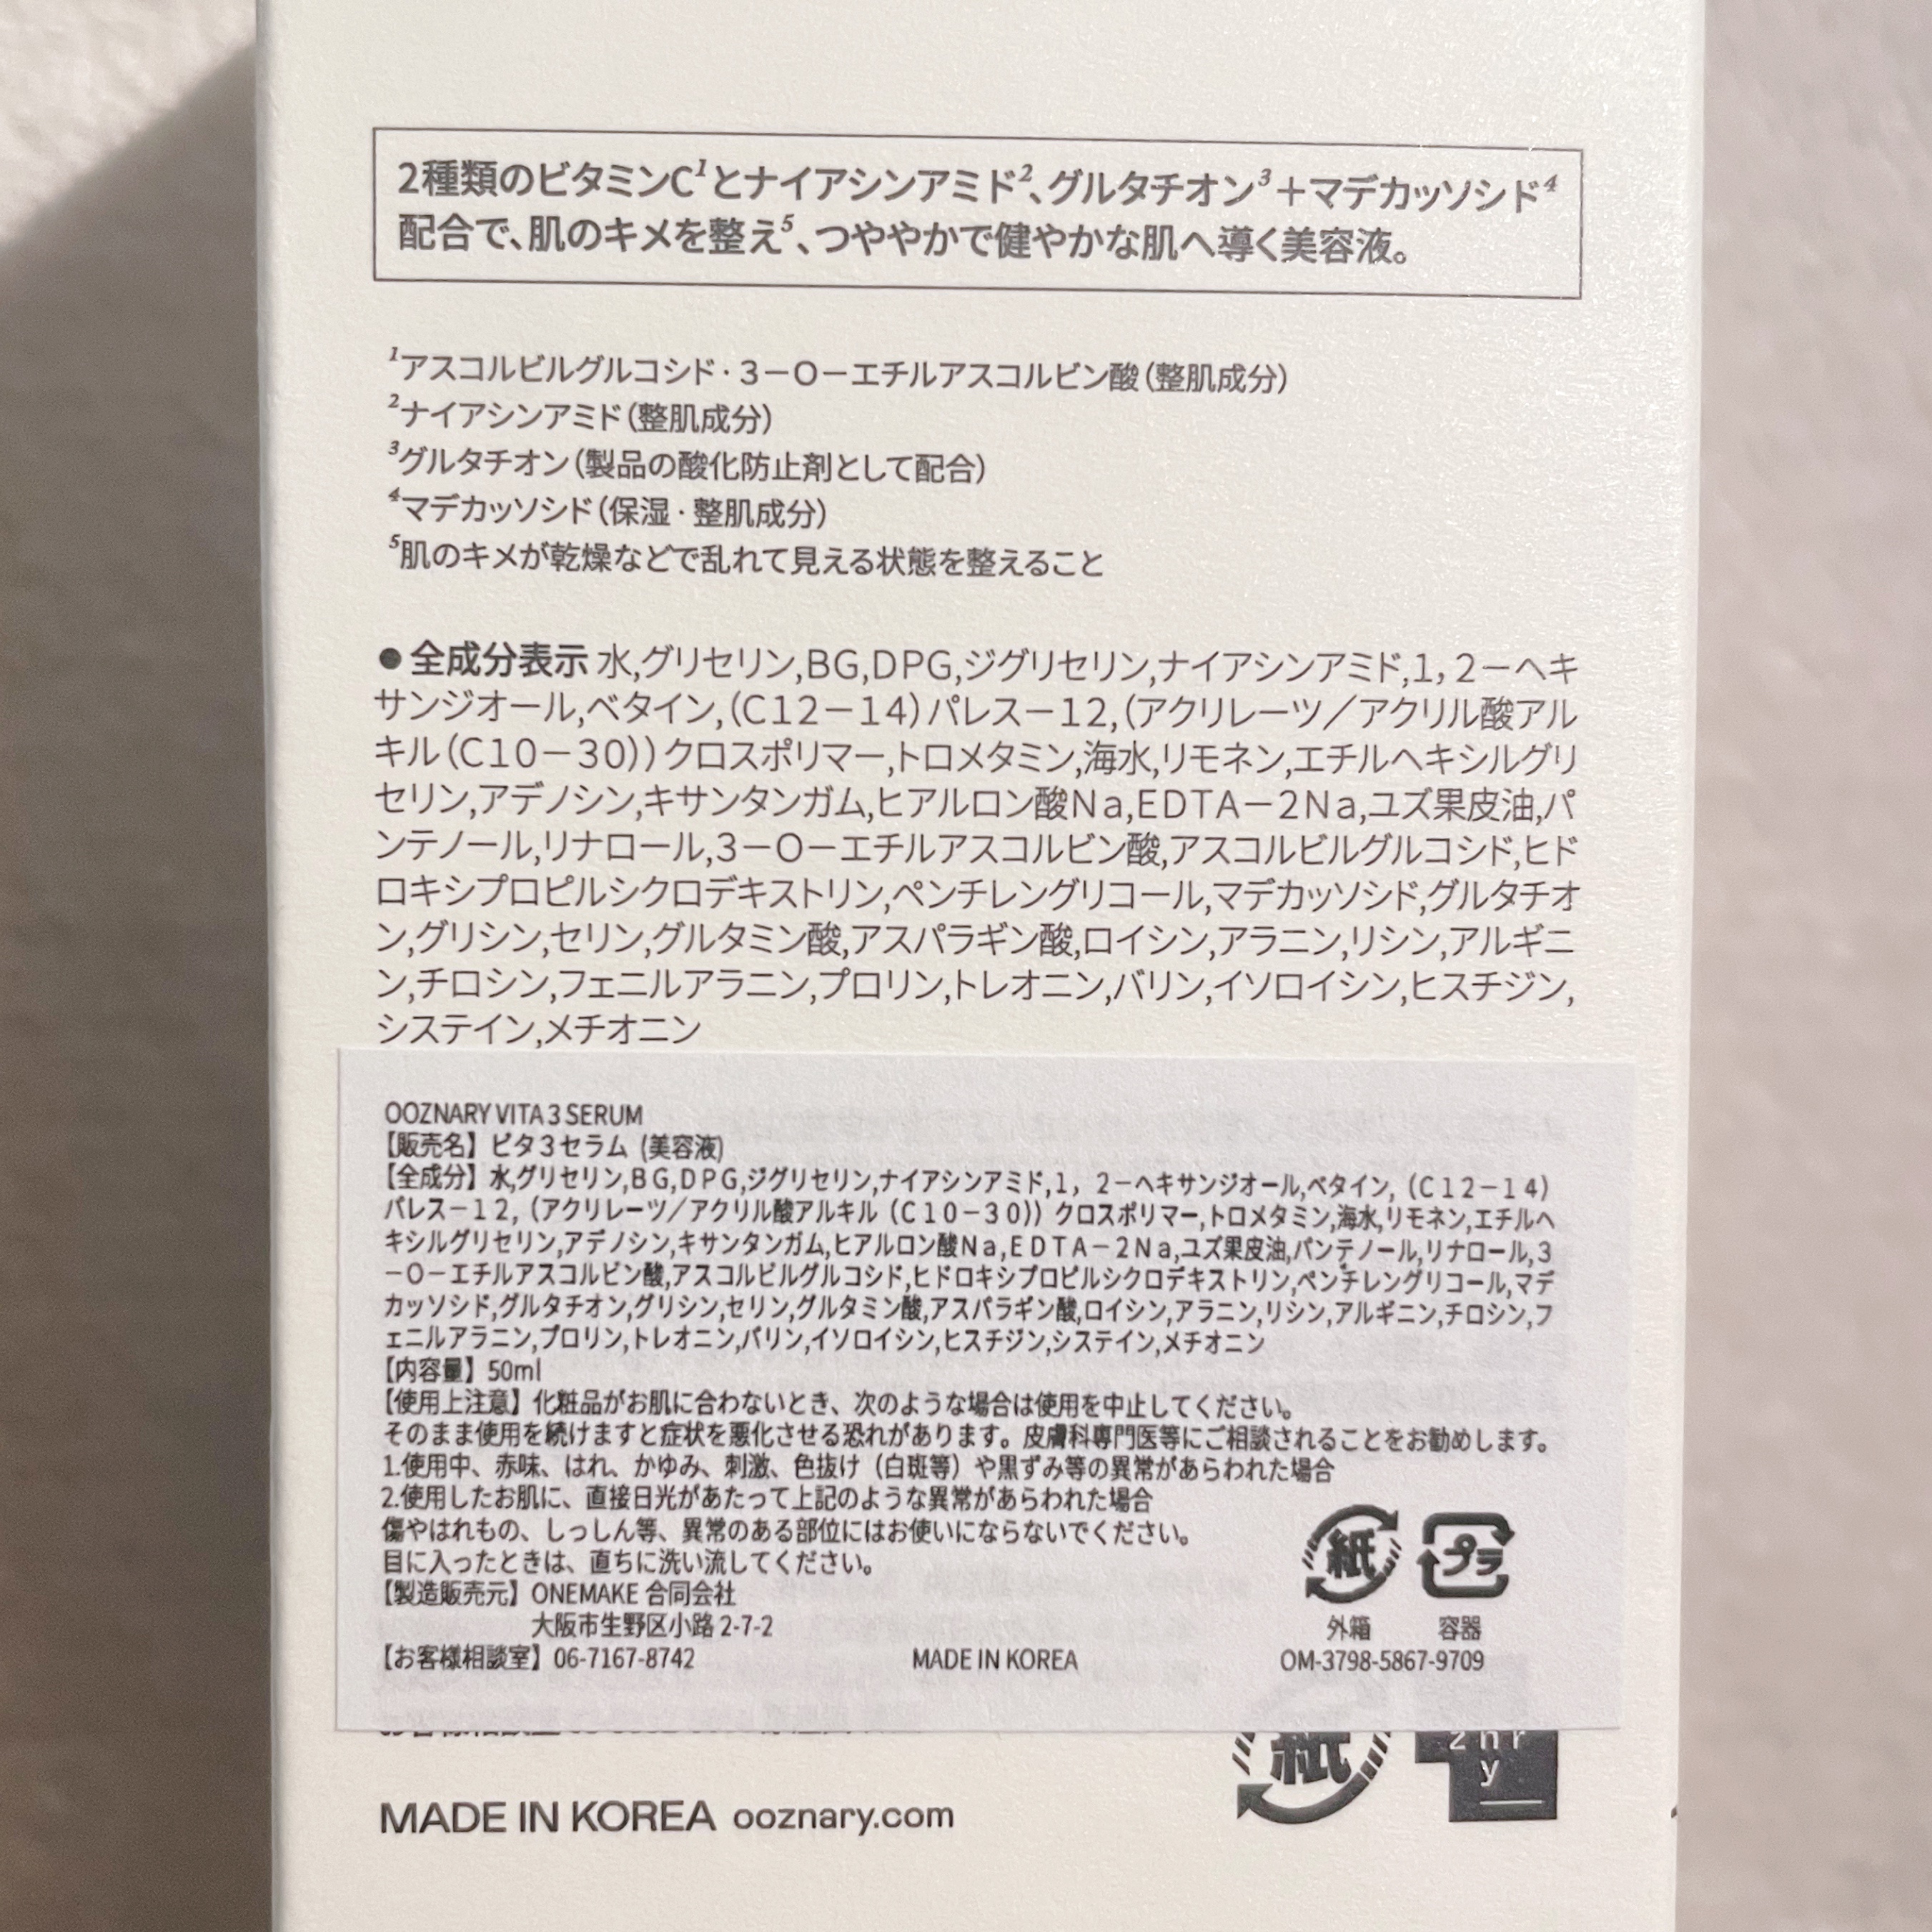 2種類のビタミンC¹とナイアシンアミド²、グルタチオン³＋マデカッソシド⁴
配合で、肌のキメを整え⁵、つややかで健やかな肌へ導く美容液。
¹アスコルビルグルコシド・3－O－エチルアスコルビン酸(整肌成分)
²ナイアシンアミド(整肌成分)
³グルタチオン(製品の酸化防止剤として配合)
⁴マデカッソシド(保湿・整肌成分)
⁵肌のキメが乾燥などで乱れて見える状態を整えること
●全成分表示 水,グリセリン,BG,DPG,ジグリセリン,ナイアシンアミド,1，2－ヘキ
サンジオール,ベタイン,(C12－14)パレス－12,(アクリレーツ／アクリル酸アル
キル(C10－30))クロスポリマー,トロメタミン,海水,リモネン,エチルヘキシルグリ
セリン,アデノシン,キサンタンガム,ヒアルロン酸Na,EDTA－2Na,ユズ果皮油,パ
ンテノール,リナロール,3－O－エチルアスコルビン酸,アスコルビルグルコシド,ヒド
ロキシプロピルシクロデキストリン,ペンチレングリコール,マデカッソシド,グルタチオ
ン,グリシン,セリン,グルタミン酸,アスパラギン酸,ロイシン,アラニン,リシン,アルギニ
ン,チロシン,フェニルアラニン,プロリン,トレオニン,バリン,イソロイシン,ヒスチジン,
システイン,メチオニン
OOZNARY VITA 3 SERUM
【販売名】ビタ３セラム (美容液)
【全成分】水,グリセリン,BG,DPG,ジグリセリン,ナイアシンアミド,1，2－ヘキサンジオール,ベタイン,（C12－14）
パレス－12,（アクリレーツ／アクリル酸アルキル（C10－30））クロスポリマー,トロメタミン,海水,リモネン,エチルヘ
キシルグリセリン,アデノシン,キサンタンガム,ヒアルロン酸Na,EDTA－2Na,ユズ果皮油,パンテノール,リナロール,3
－O－エチルアスコルビン酸,アスコルビルグルコシド,ヒドロキシプロピルシクロデキストリン,ペンチレングリコール,マデ
カッソシド,グルタチオン,グリシン,セリン,グルタミン酸,アスパラギン酸,ロイシン,アラニン,リシン,アルギニン,チロシン,フ
ェニルアラニン,プロリン,トレオニン,バリン,イソロイシン,ヒスチジン,システイン,メチオニン
【内容量】50ml
【使用上注意】化粧品がお肌に合わないとき、次のような場合は使用を中止してください。
そのまま使用を続けますと症状を悪化させる恐れがあります。皮膚科専門医等にご相談されることをお勧めします。
1.使用中、赤味、はれ、かゆみ、刺激、色抜け（白斑等）や黒ずみ等の異常があらわれた場合
2.使用したお肌に、直接日光があたって上記のような異常があらわれた場合
傷やはれもの、しっしん等、異常のある部位にはお使いにならないでください。
目に入ったときは、直ちに洗い流してください。
【製造販売元】ONEMAKE 合同会社
大阪市生野区小路 2-7-2
【お客様相談室】06-7167-8742
MADE IN KOREA
紙 プラ
外箱 容器
OM-3798-5867-9709
紙
y
MADE IN KOREA ooznary.com